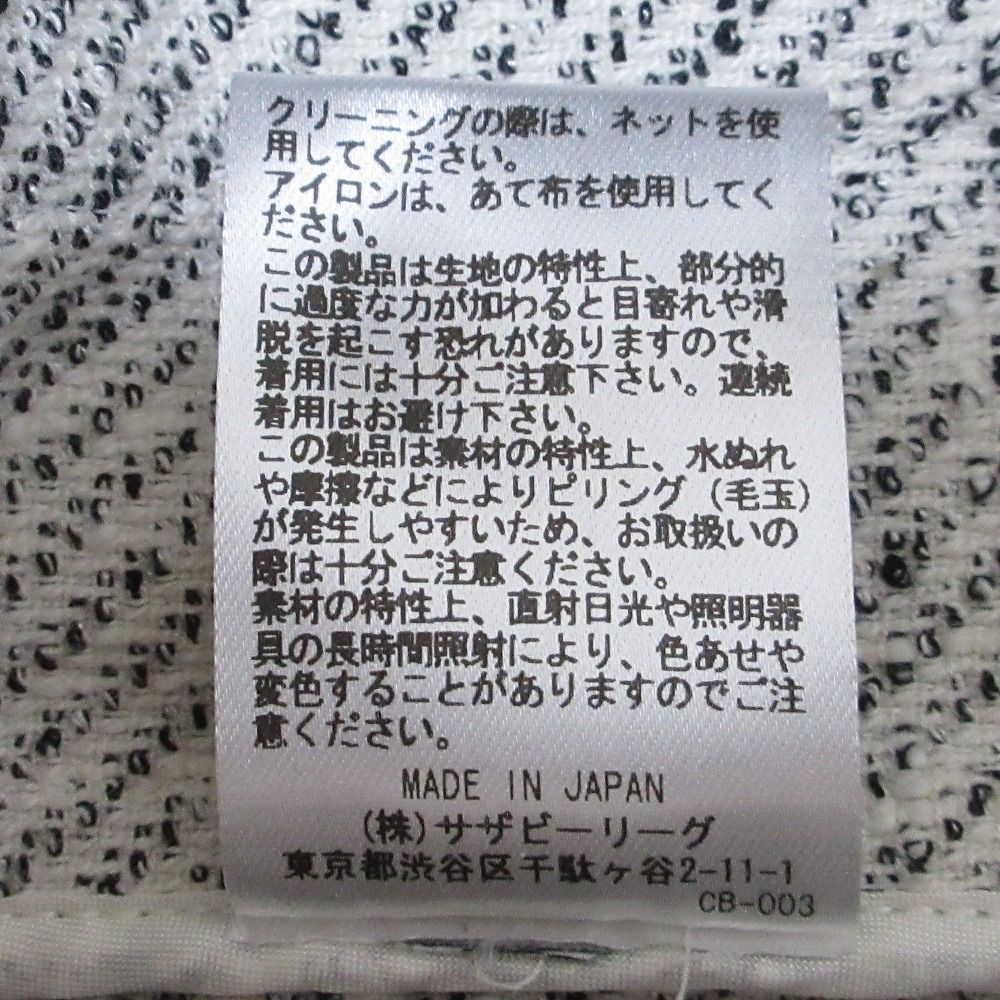 クリーニングの際は、ネットを使
用してください。
アイロンは、あて布を使用してく
ださい。
この製品は生地の特性上、部分的
に過度な力が加わると目寄れや滑
脱を起こす恐れがありますので、
着用には十分ご注意下さい。連続
着用はお避け下さい。
この製品は素材の特性上、水ぬれ
や摩擦などによりピリング(毛玉)
が発生しやすいため、お取扱いの
際は十分ご注意ください。
素材の特性上、直射日光や照明器
具の長時間照射により、色あせや
変色することがありますのでご注
意ください。
MADE IN JAPAN
(株)サザビーリーグ
東京都渋谷区千駄ヶ谷2-11-1
CB-003